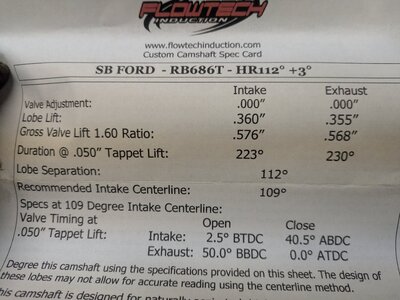 FLOWTECH
INDUCTION
www.flowtechinduction.com
Custom Camshaft Spec Card
SB FORD - RB686T - HR112° +3°
Intake Exhaust
Valve Adjustment: .000" .000"
Lobe Lift: .360" .355"
Gross Valve Lift 1.60 Ratio: .576" .568"
Duration @ .050" Tappet Lift: 223° 230°
Lobe Separation: 112°
Recommended Intake Centerline: 109°
Specs at 109 Degree Intake Centerline:
Valve Timing at Open Close
.050" Tappet Lift: Intake: 2.5° BTDC 40.5° ABDC
Exhaust: 50.0° BBDC 0.0° ATDC
Degree this camshaft using the specifications provided on this sheet. The design of
these lobes may not allow for accurate reading using the centerline method.
this camshaft is designed for